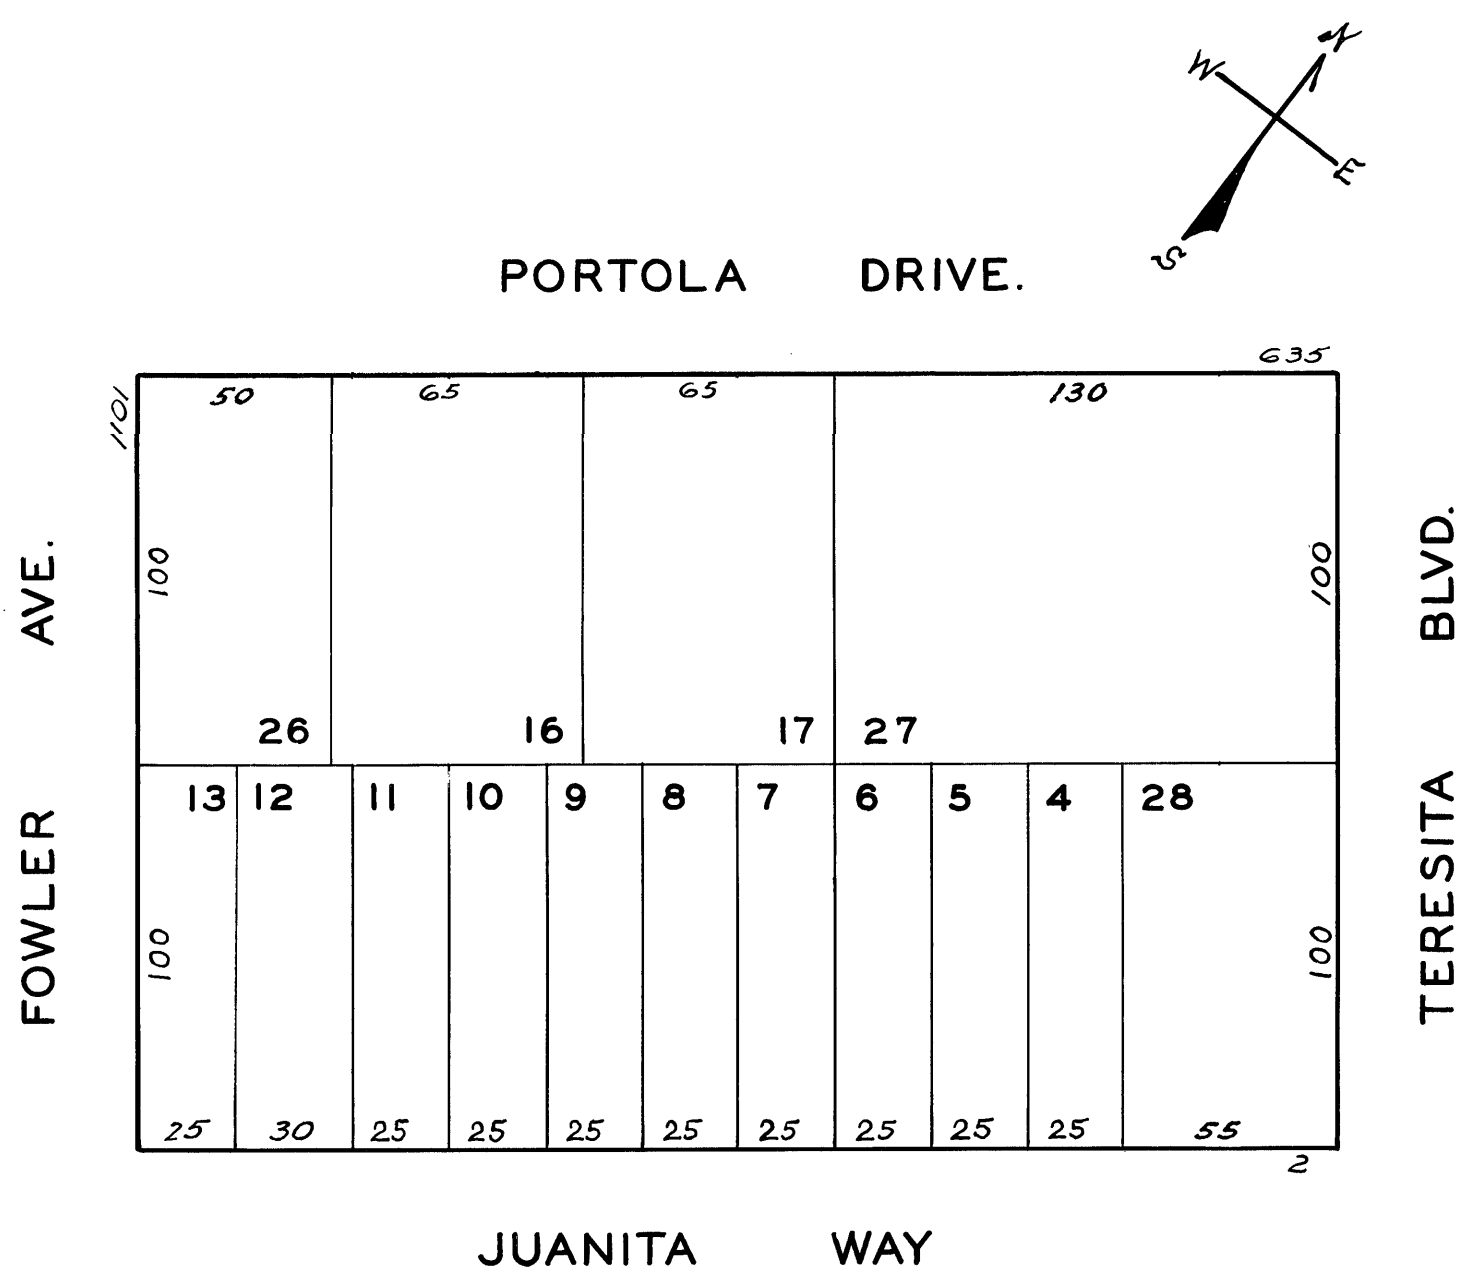 N
W
E
S
PORTOLA DRIVE.
635
1101
50 65 65 130
100 100
AVE. BLVD.
26 16 17 27
13 12 11 10 9 8 7 6 5 4 28
FOWLER TERESITA
100 100
25 30 25 25 25 25 25 25 25 25 55
2
JUANITA WAY